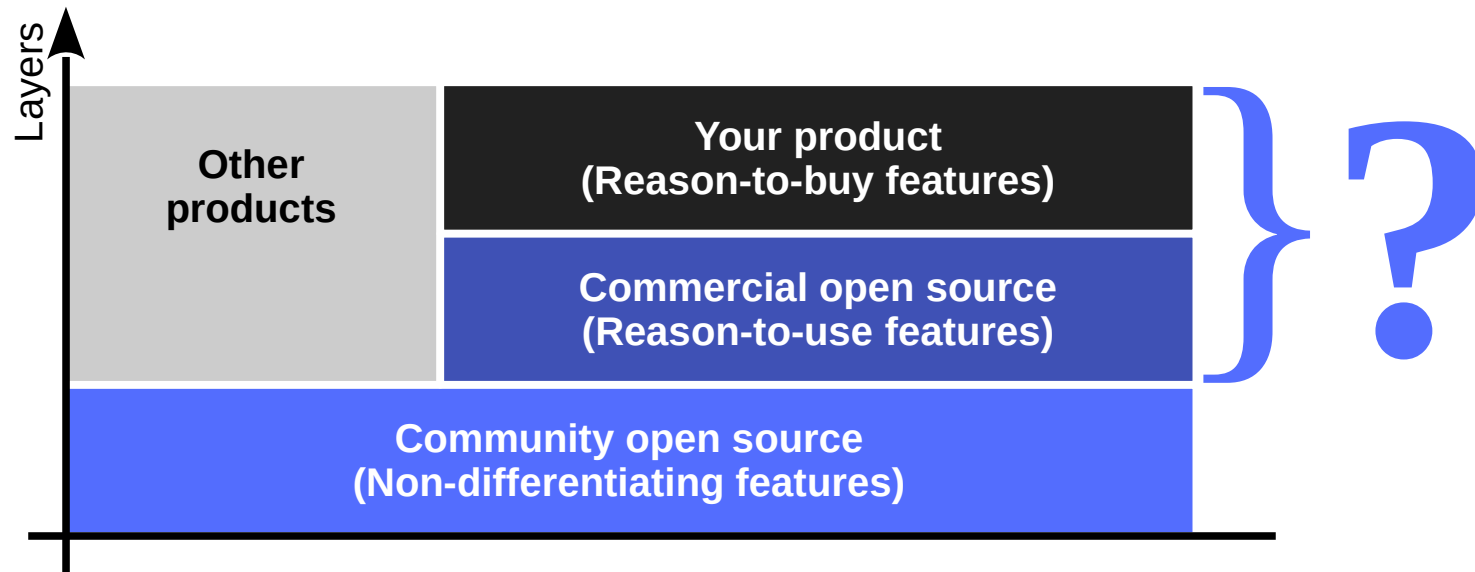 Layers
Other
products
Your product
(Reason-to-buy features)
Commercial open source
(Reason-to-use features)
Community open source
(Non-differentiating features)
}
?